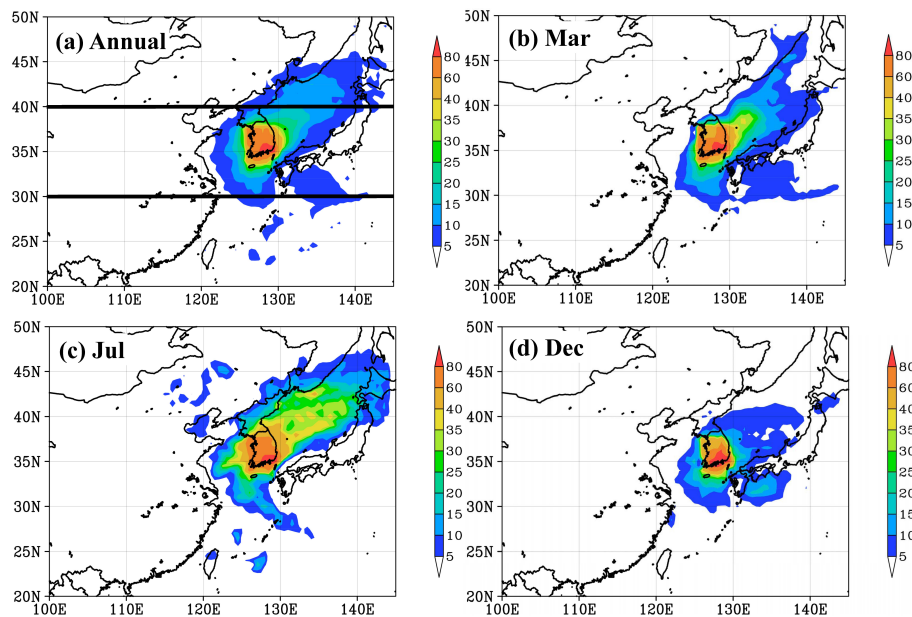 (a) Annual
50N
45N
40N
35N
30N
25N
20N
100E
110E
120E
130E
140E
80
60
40
35
30
25
20
15
10
5
(b) Mar
50N
45N
40N
35N
30N
25N
20N
100E
110E
120E
130E
140E
80
60
40
35
30
25
20
15
10
5
(c) Jul
50N
45N
40N
35N
30N
25N
20N
100E
110E
120E
130E
140E
80
60
40
35
30
25
20
15
10
5
(d) Dec
50N
45N
40N
35N
30N
25N
20N
100E
110E
120E
130E
140E
80
60
40
35
30
25
20
15
10
5